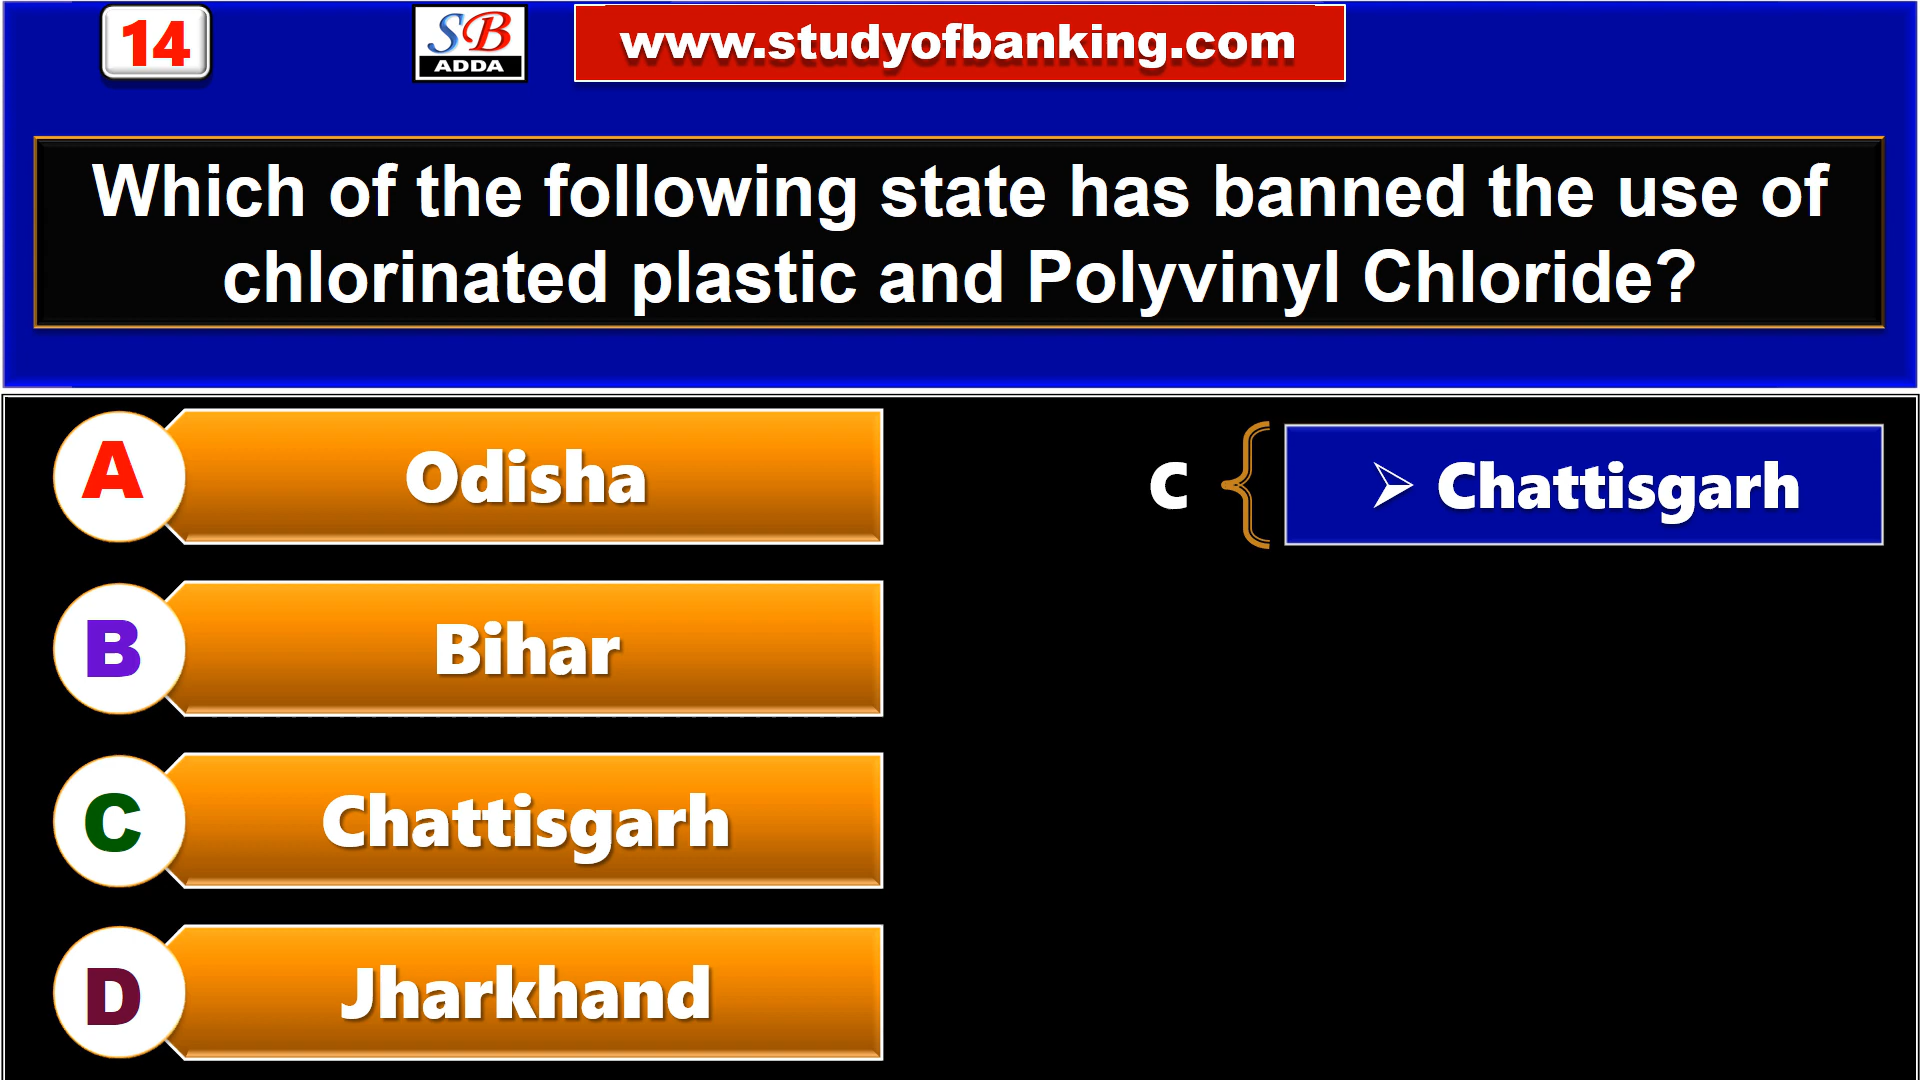 14
SB
ADDA
www.studyofbanking.com
Which of the following state has banned the use of
chlorinated plastic and Polyvinyl Chloride?
A
Odisha
B
Bihar
C
Chattisgarh
D
Jharkhand
C
➢ Chattisgarh